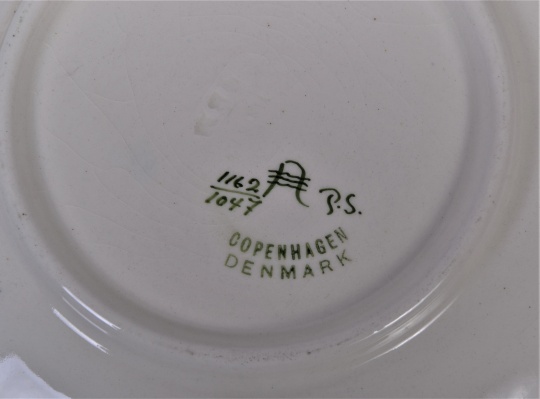 1162
1047
P.S.
COPENHAGEN
DENMARK